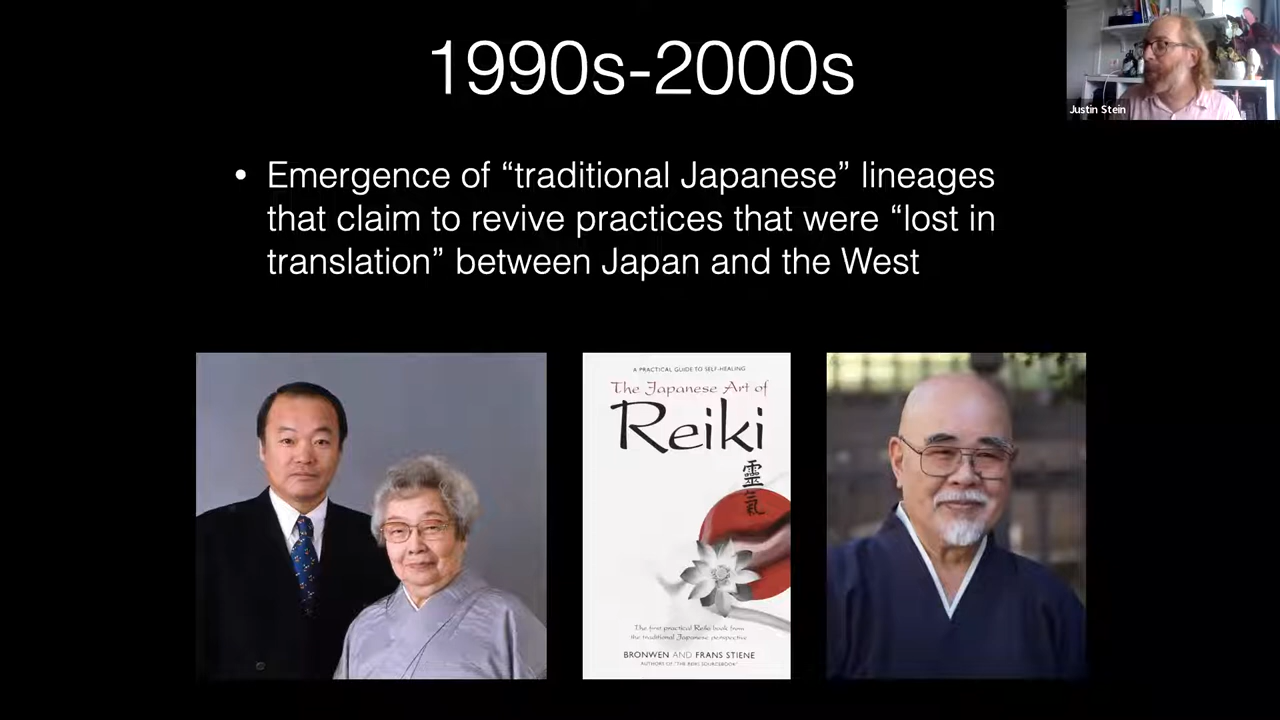 1990s-2000s
Justin Stein
• Emergence of “traditional Japanese” lineages
that claim to revive practices that were “lost in
translation” between Japan and the West
A PRACTICAL GUIDE TO SELF-HEALING
The Japanese Art of
Reiki
靈
氣
The first practical Reiki book from
the traditional Japanese perspective
BRONWEN AND FRANS STIENE
AUTHORS OF "THE REIKI SOURCEBOOK"